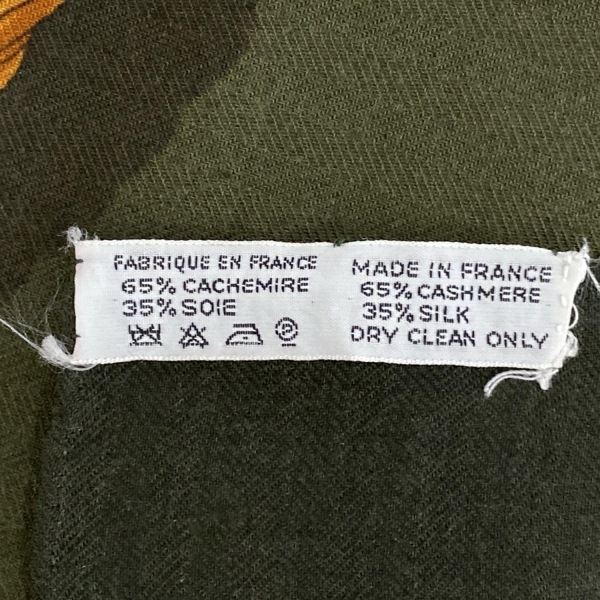 FABRIQUE EN FRANCE
65% CACHEMIRE
35% SOIE
P
MADE IN FRANCE
65% CASHMERE
35% SILK
DRY CLEAN ONLY